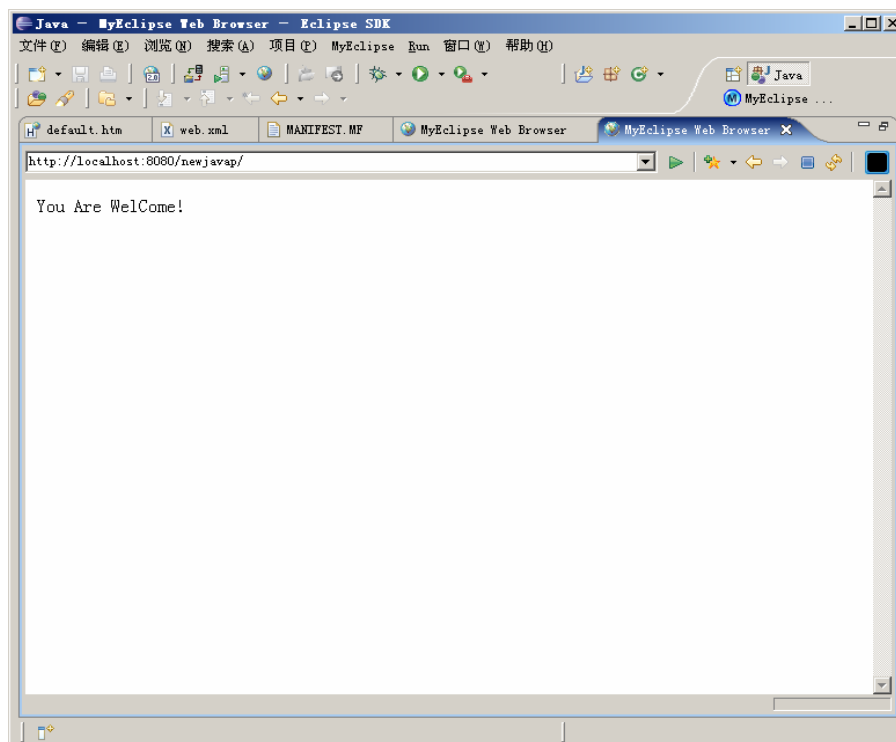 Java - MyEclipse Web Browser - Eclipse SDK
文件(F) 编辑(E) 浏览(N) 搜索(A) 项目(P) MyEclipse Run 窗口(W) 帮助(H)
2.0
Java
MyEclipse ...
default.htm web.xml MANIFEST.MF MyEclipse Web Browser MyEclipse Web Browser
http://localhost:8080/newjavap/
You Are WelCome!